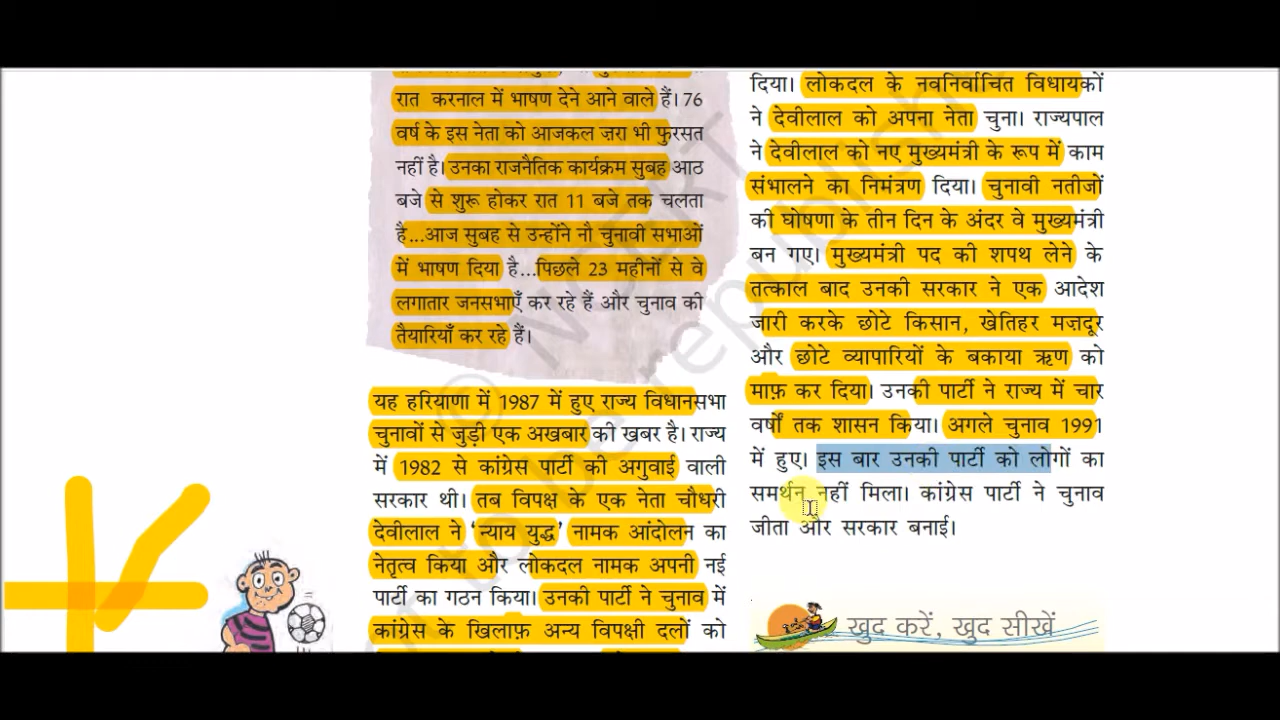 रात करनाल में भाषण देने आने वाले हैं। 76
वर्ष के इस नेता को आजकल ज़रा भी फुरसत
नहीं है। उनका राजनैतिक कार्यक्रम सुबह आठ
बजे से शुरू होकर रात 11 बजे तक चलता
है...आज सुबह से उन्होंने नौ चुनावी सभाओं
में भाषण दिया है...पिछले 23 महीनों से वे
लगातार जनसभाएँ कर रहे हैं और चुनाव की
तैयारियाँ कर रहे हैं।
यह हरियाणा में 1987 में हुए राज्य विधानसभा
चुनावों से जुड़ी एक अखबार की खबर है। राज्य
में 1982 से कांग्रेस पार्टी की अगुवाई वाली
सरकार थी। तब विपक्ष के एक नेता चौधरी
देवीलाल ने 'न्याय युद्ध' नामक आंदोलन का
नेतृत्व किया और लोकदल नामक अपनी नई
पार्टी का गठन किया। उनकी पार्टी ने चुनाव में
कांग्रेस के खिलाफ़ अन्य विपक्षी दलों को
दिया। लोकदल के नवनिर्वाचित विधायकों
ने देवीलाल को अपना नेता चुना। राज्यपाल
ने देवीलाल को नए मुख्यमंत्री के रूप में काम
संभालने का निमंत्रण दिया। चुनावी नतीजों
की घोषणा के तीन दिन के अंदर वे मुख्यमंत्री
बन गए। मुख्यमंत्री पद की शपथ लेने के
तत्काल बाद उनकी सरकार ने एक आदेश
जारी करके छोटे किसान, खेतिहर मज़दूर
और छोटे व्यापारियों के बकाया ऋण को
माफ़ कर दिया। उनकी पार्टी ने राज्य में चार
वर्षों तक शासन किया। अगले चुनाव 1991
में हुए। इस बार उनकी पार्टी को लोगों का
समर्थन नहीं मिला। कांग्रेस पार्टी ने चुनाव
जीता और सरकार बनाई।
खुद करें, खुद सीखें